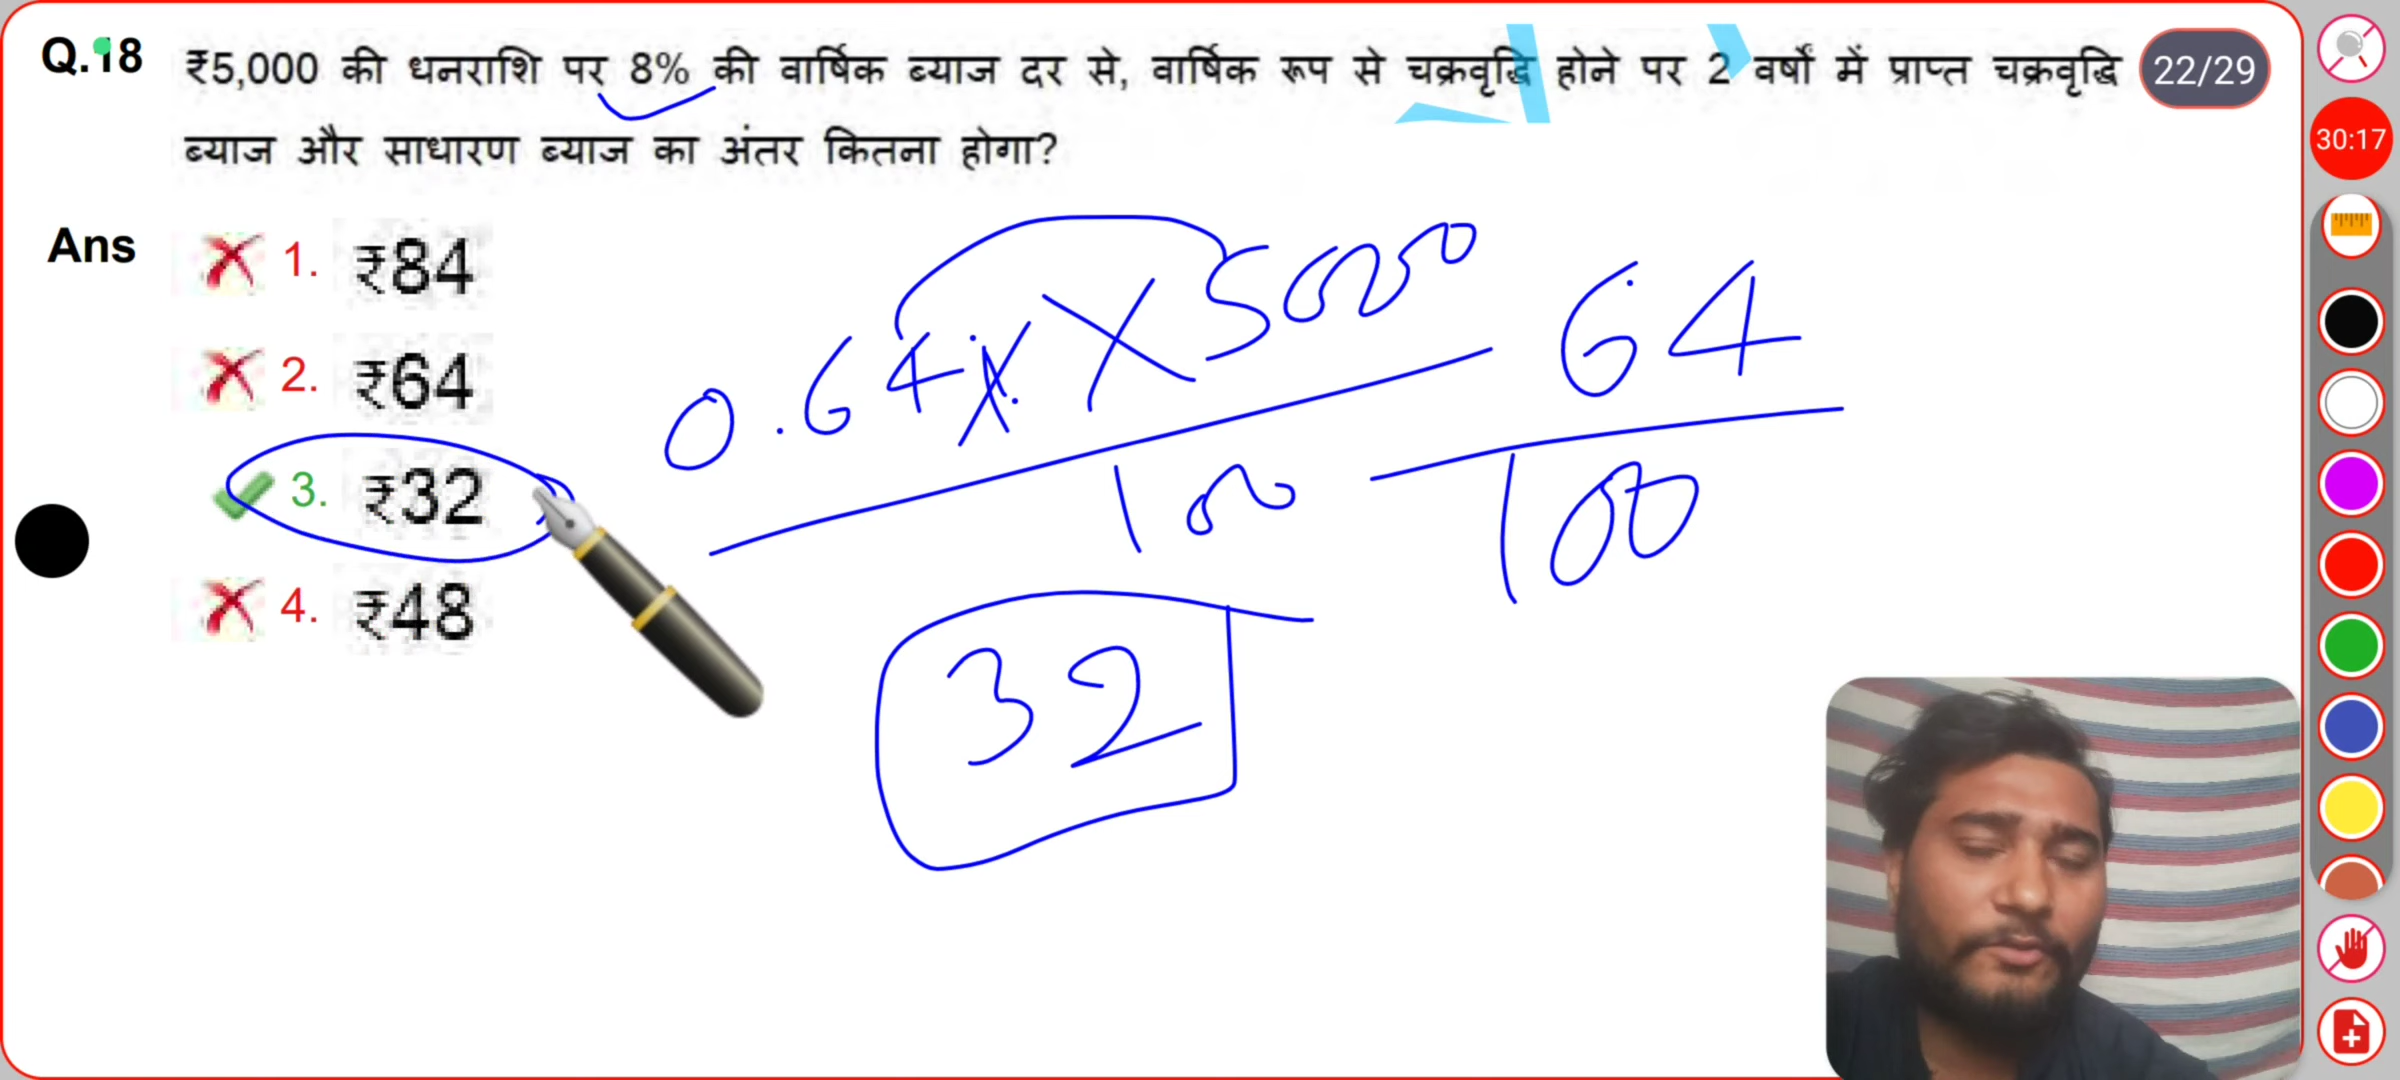 Q.18 ₹5,000 की धनराशि पर 8% की वार्षिक ब्याज दर से, वार्षिक रूप से चक्रवृद्धि होने पर 2 वर्षों में प्राप्त चक्रवृद्धि
22/29
ब्याज और साधारण ब्याज का अंतर कितना होगा?
30:17
Ans 1. ₹84
2. ₹64
3. ₹32
4. ₹48
0.64% × 5000
100
64
100
32